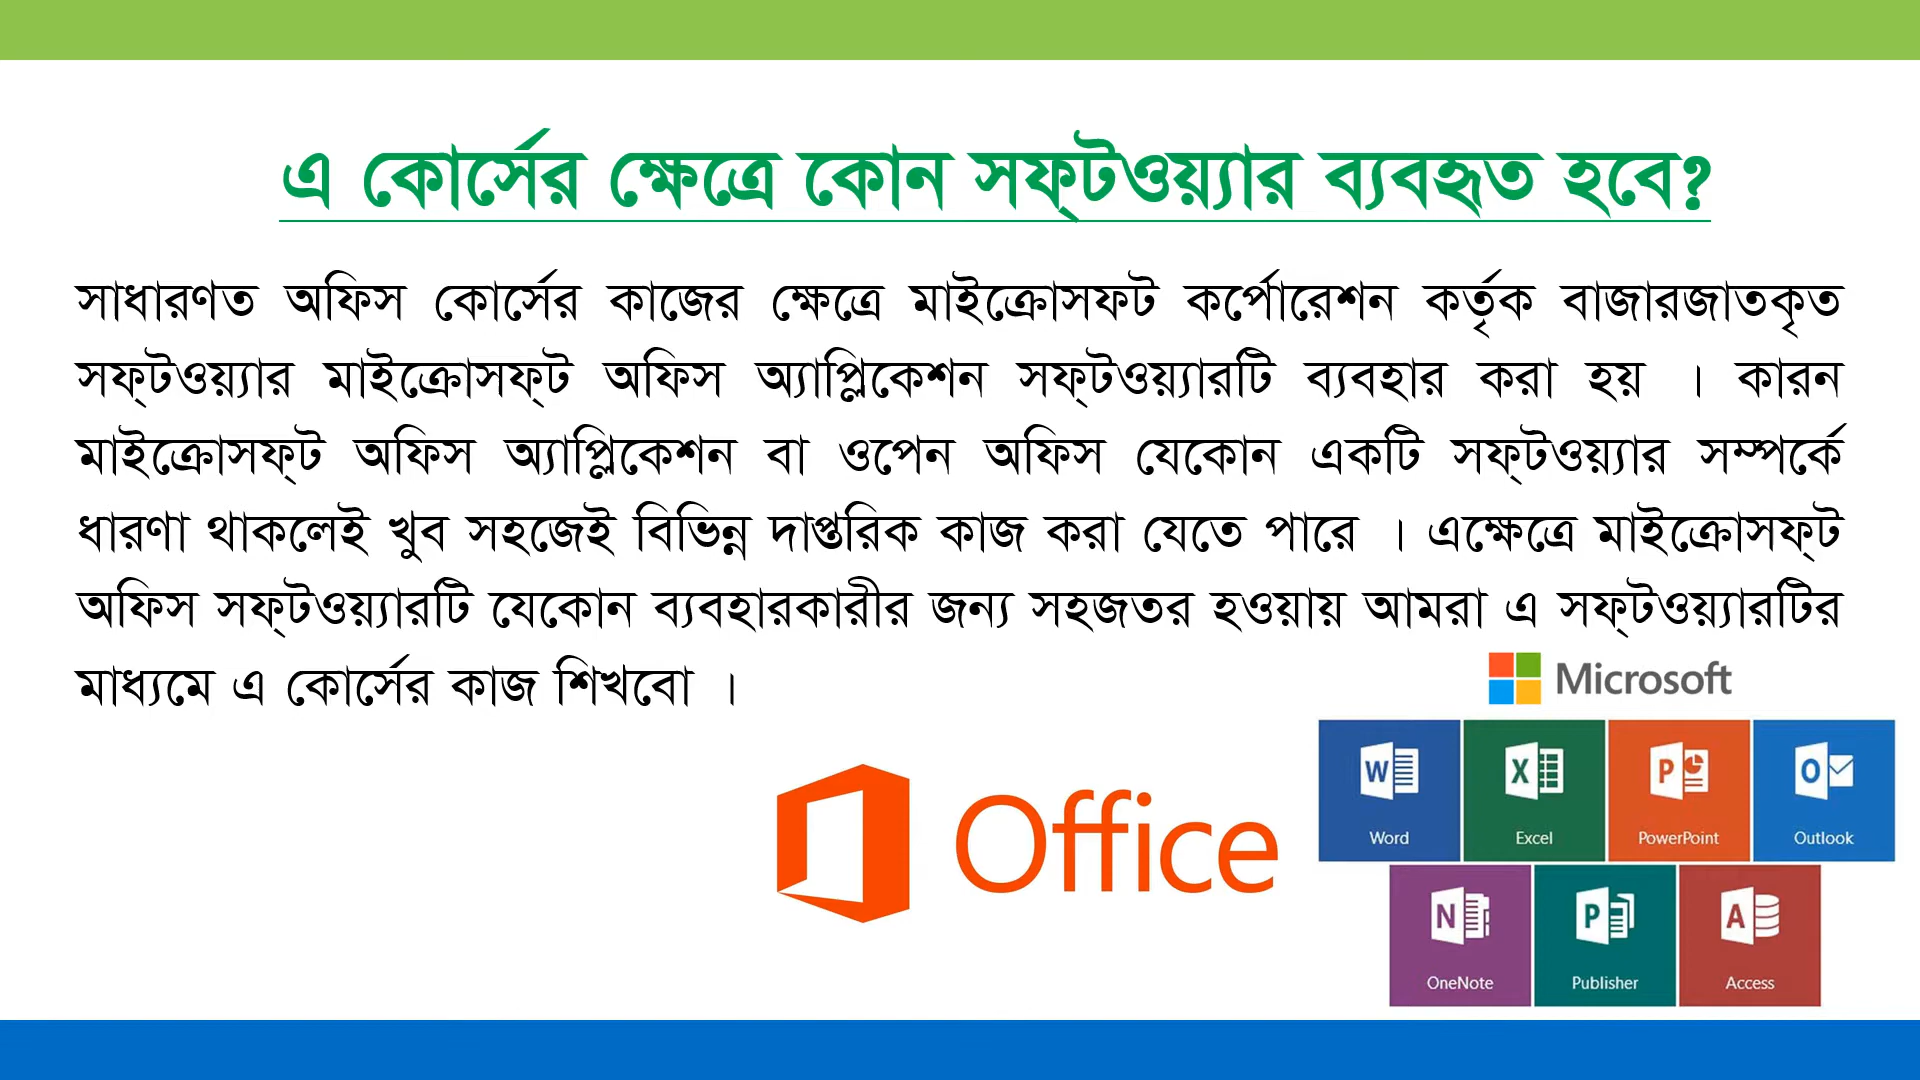 এ কোর্সের ক্ষেত্রে কোন সফ্টওয়্যার ব্যবহৃত হবে?
সাধারণত অফিস কোর্সের কাজের ক্ষেত্রে মাইক্রোসফট কর্পোরেশন কর্তৃক বাজারজাতকৃত
সফ্টওয়্যার মাইক্রোসফ্ট অফিস অ্যাপ্লিকেশন সফ্টওয়্যারটি ব্যবহার করা হয় । কারন
মাইক্রোসফ্ট অফিস অ্যাপ্লিকেশন বা ওপেন অফিস যেকোন একটি সফ্টওয়্যার সম্পর্কে
ধারণা থাকলেই খুব সহজেই বিভিন্ন দাপ্তরিক কাজ করা যেতে পারে । এক্ষেত্রে মাইক্রোসফ্ট
অফিস সফ্টওয়্যারটি যেকোন ব্যবহারকারীর জন্য সহজতর হওয়ায় আমরা এ সফ্টওয়্যারটির
মাধ্যমে এ কোর্সের কাজ শিখবো ।
Microsoft
Office
W X P O
Word Excel PowerPoint Outlook
N P A
OneNote Publisher Access